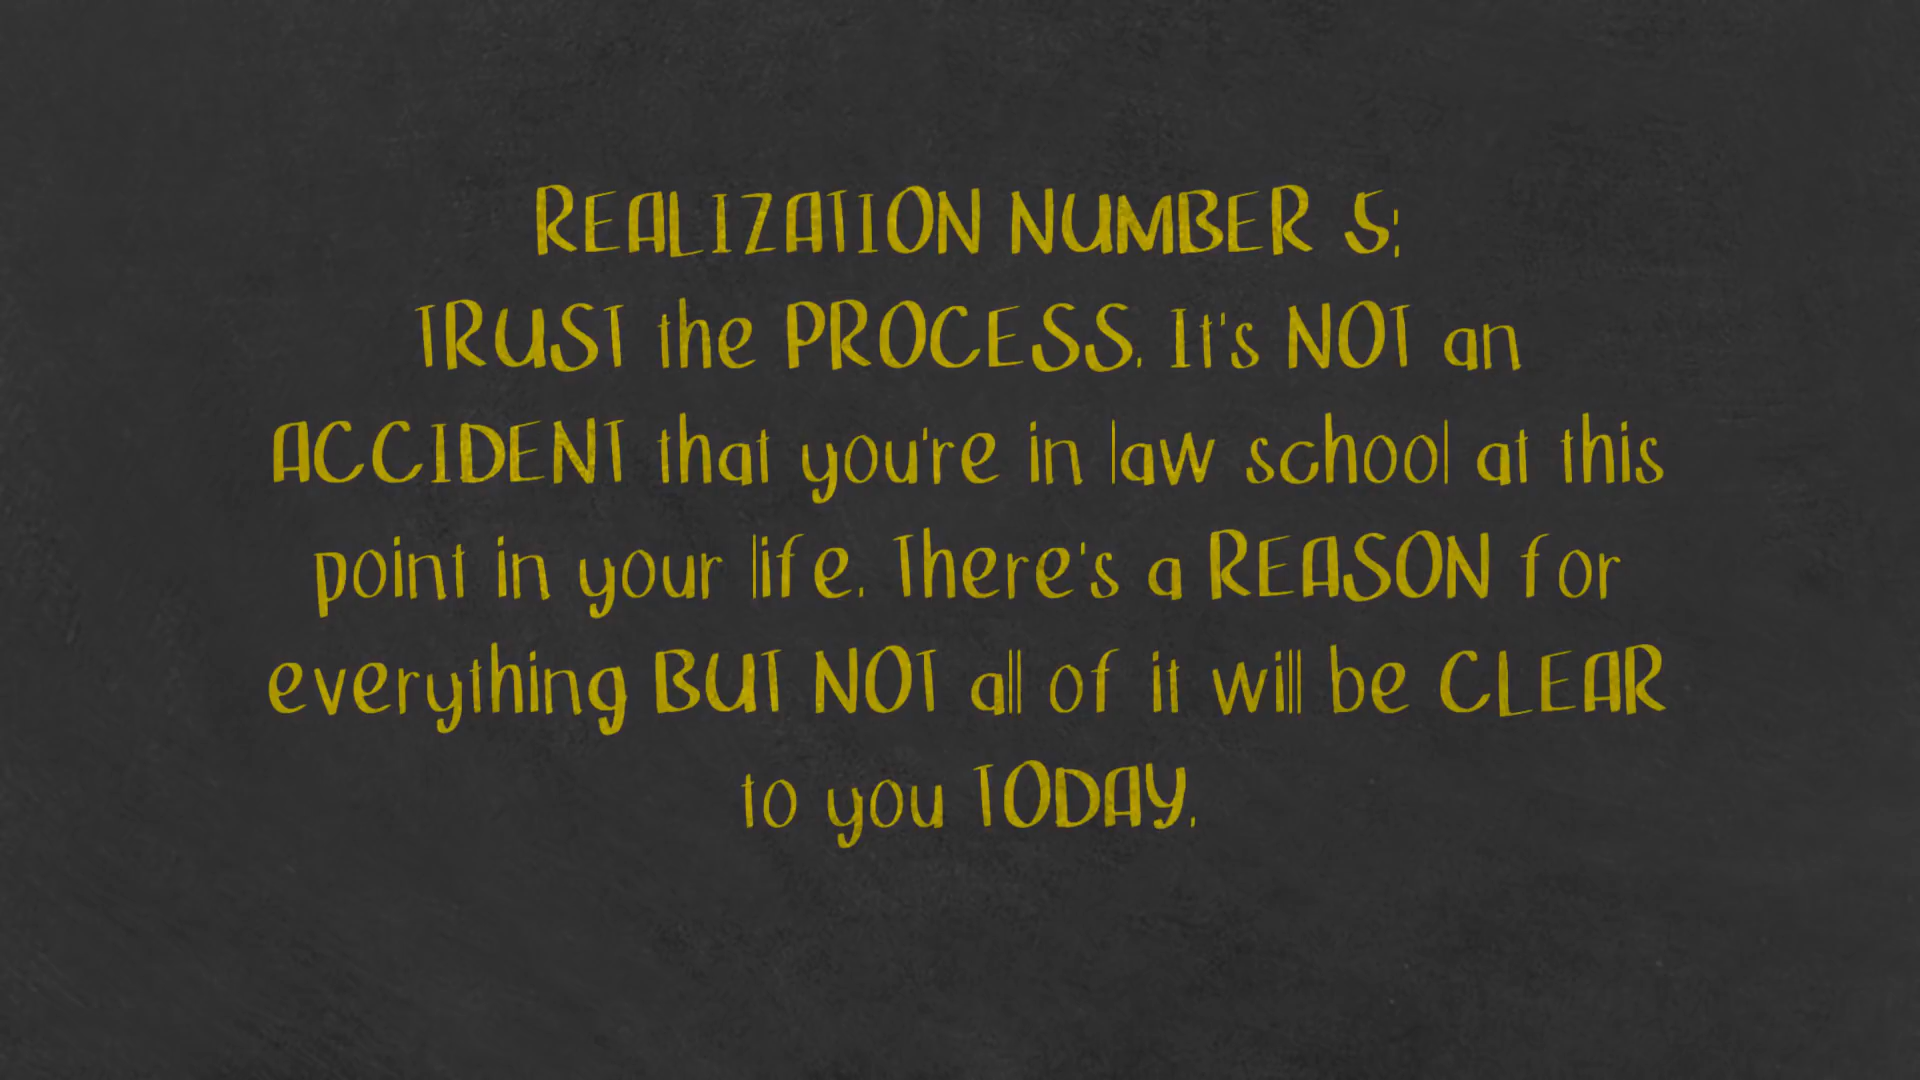 REALIZATION NUMBER 5:
TRUST the PROCESS. It's NOT an
ACCIDENT that you're in law school at this
point in your life. There's a REASON for
everything BUT NOT all of it will be CLEAR
to you TODAY.